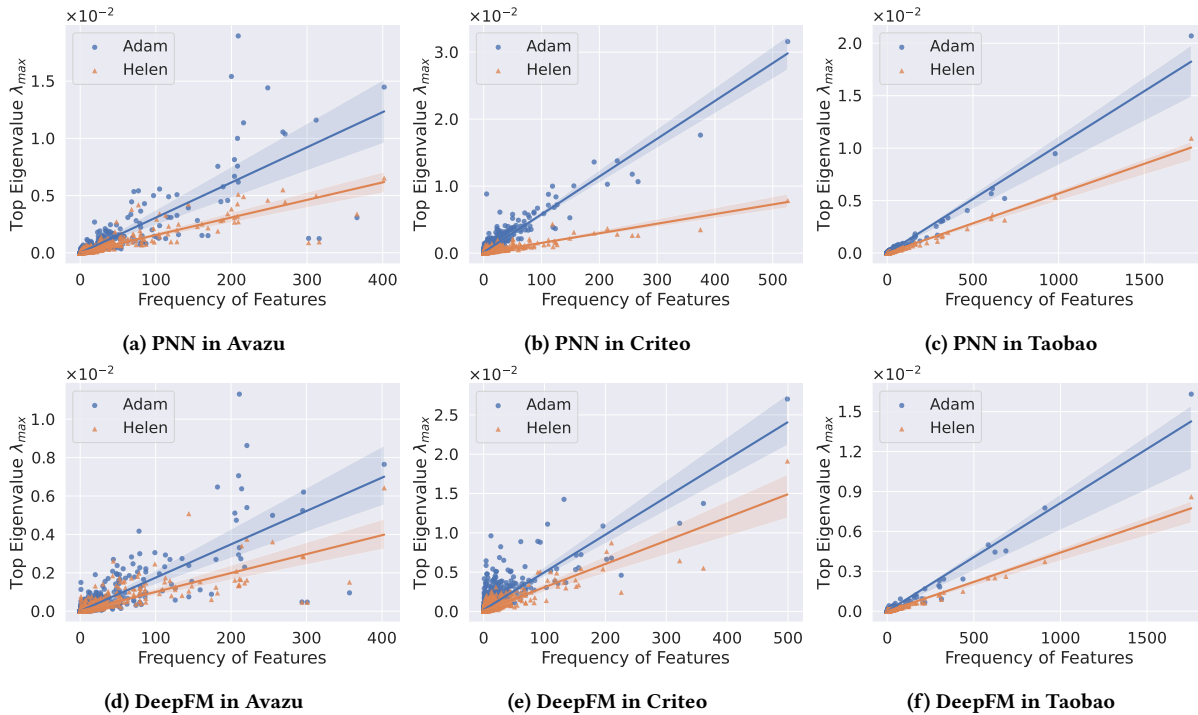 ×10⁻² ×10⁻² ×10⁻²
Adam Adam Adam
Helen Helen Helen
Top Eigenvalue λmax
1.5
1.0
0.5
0.0
0 100 200 300 400
Frequency of Features
Top Eigenvalue λmax
3.0
2.0
1.0
0.0
0 100 200 300 400 500
Frequency of Features
Top Eigenvalue λmax
2.0
1.5
1.0
0.5
0.0
0 500 1000 1500
Frequency of Features
(a) PNN in Avazu (b) PNN in Criteo (c) PNN in Taobao
×10⁻² ×10⁻² ×10⁻²
Adam Adam Adam
Helen Helen Helen
Top Eigenvalue λmax
1.0
0.8
0.6
0.4
0.2
0.0
0 100 200 300 400
Frequency of Features
Top Eigenvalue λmax
2.5
2.0
1.5
1.0
0.5
0.0
0 100 200 300 400 500
Frequency of Features
Top Eigenvalue λmax
1.5
1.2
0.9
0.6
0.3
0.0
0 500 1000 1500
Frequency of Features
(d) DeepFM in Avazu (e) DeepFM in Criteo (f) DeepFM in Taobao